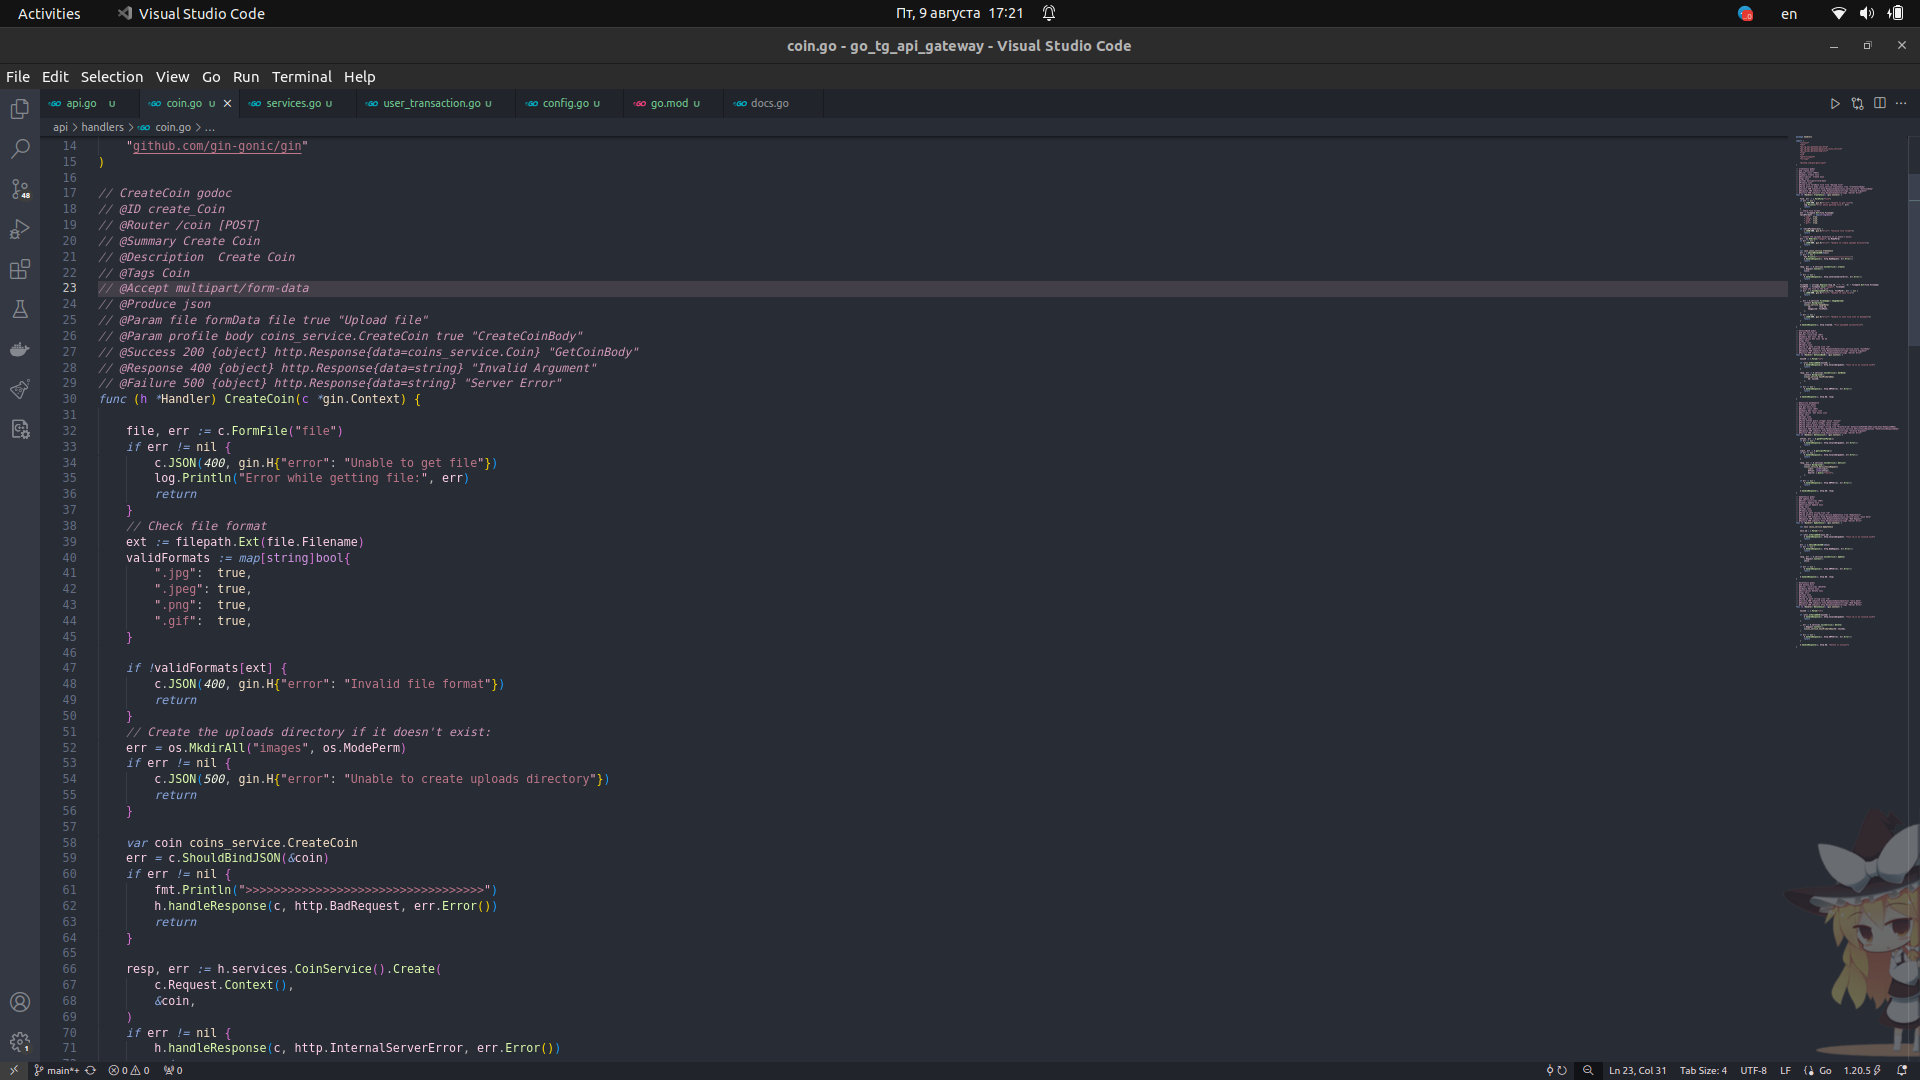 Activities Visual Studio Code Пт, 9 августа 17:21 en
coin.go - go_tg_api_gateway - Visual Studio Code
File Edit Selection View Go Run Terminal Help
api.go U coin.go U services.go U user_transaction.go U config.go U go.mod U docs.go
api > handlers > coin.go > ...
14 "github.com/gin-gonic/gin"
15 )
16
17 // CreateCoin godoc
18 // @ID create_Coin
19 // @Router /coin [POST]
20 // @Summary Create Coin
21 // @Description  Create Coin
22 // @Tags Coin
23 // @Accept multipart/form-data
24 // @Produce json
25 // @Param file formData file true "Upload file"
26 // @Param profile body coins_service.CreateCoin true "CreateCoinBody"
27 // @Success 200 {object} http.Response{data=coins_service.Coin} "GetCoinBody"
28 // @Response 400 {object} http.Response{data=string} "Invalid Argument"
29 // @Failure 500 {object} http.Response{data=string} "Server Error"
30 func (h *Handler) CreateCoin(c *gin.Context) {
31
32 file, err := c.FormFile("file")
33 if err != nil {
34 c.JSON(400, gin.H{"error": "Unable to get file"})
35 log.Println("Error while getting file:", err)
36 return
37 }
38 // Check file format
39 ext := filepath.Ext(file.Filename)
40 validFormats := map[string]bool{
41 ".jpg":  true,
42 ".jpeg": true,
43 ".png":  true,
44 ".gif":  true,
45 }
46
47 if !validFormats[ext] {
48 c.JSON(400, gin.H{"error": "Invalid file format"})
49 return
50 }
51 // Create the uploads directory if it doesn't exist:
52 err = os.MkdirAll("images", os.ModePerm)
53 if err != nil {
54 c.JSON(500, gin.H{"error": "Unable to create uploads directory"})
55 return
56 }
57
58 var coin coins_service.CreateCoin
59 err = c.ShouldBindJSON(&coin)
60 if err != nil {
61 fmt.Println(">>>>>>>>>>>>>>>>>>>>>>>>>>>>>>>>>>")
62 h.handleResponse(c, http.BadRequest, err.Error())
63 return
64 }
65
66 resp, err := h.services.CoinService().Create(
67 c.Request.Context(),
68 &coin,
69 )
70 if err != nil {
71 h.handleResponse(c, http.InternalServerError, err.Error())
48
1
main*+ 0 0 0 Ln 23, Col 31 Tab Size: 4 UTF-8 LF Go 1.20.5